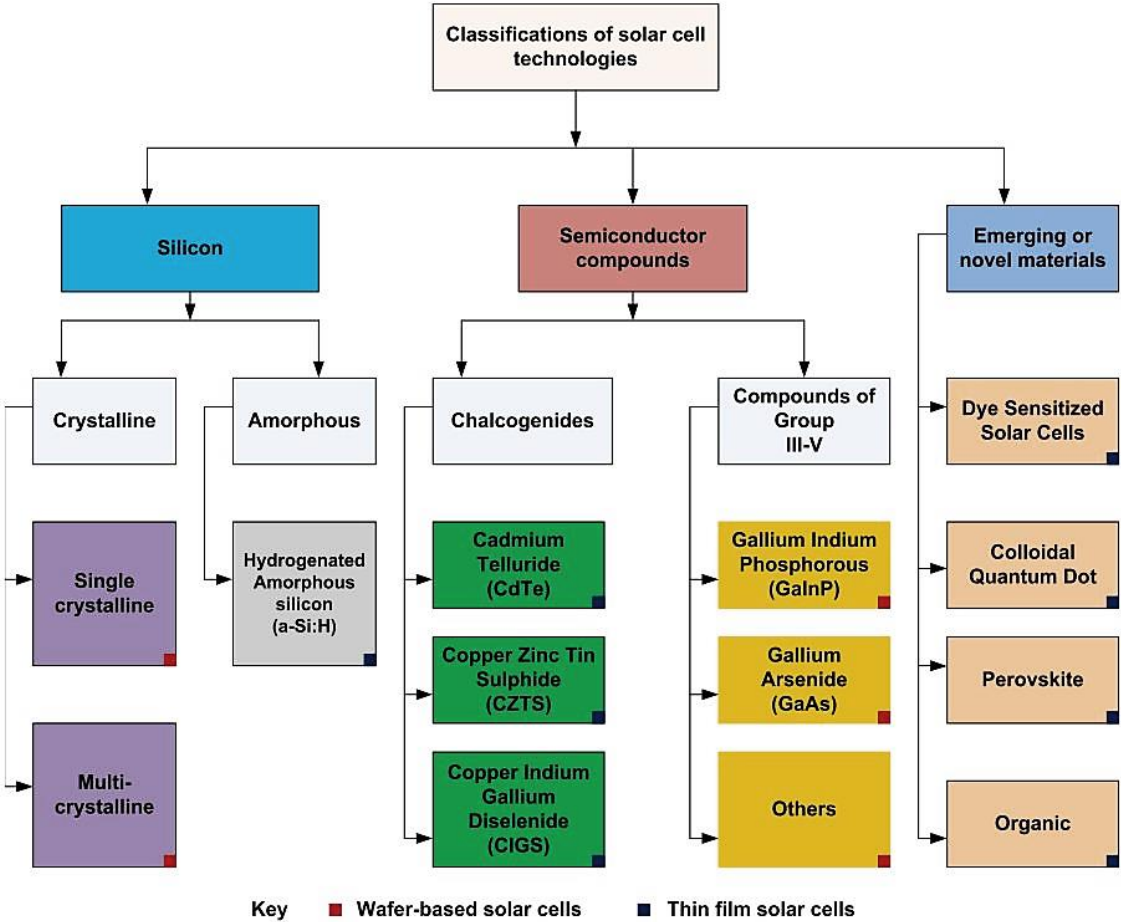 Classifications of solar cell
technologies
Silicon
Semiconductor
compounds
Emerging or
novel materials
Crystalline
Amorphous
Chalcogenides
Compounds of
Group
III-V
Dye Sensitized
Solar Cells
Single
crystalline
Hydrogenated
Amorphous
silicon
(a-Si:H)
Cadmium
Telluride
(CdTe)
Gallium Indium
Phosphorous
(GaInP)
Colloidal
Quantum Dot
Copper Zinc Tin
Sulphide
(CZTS)
Gallium
Arsenide
(GaAs)
Perovskite
Multi-
crystalline
Copper Indium
Gallium
Diselenide
(CIGS)
Others
Organic
Key Wafer-based solar cells Thin film solar cells